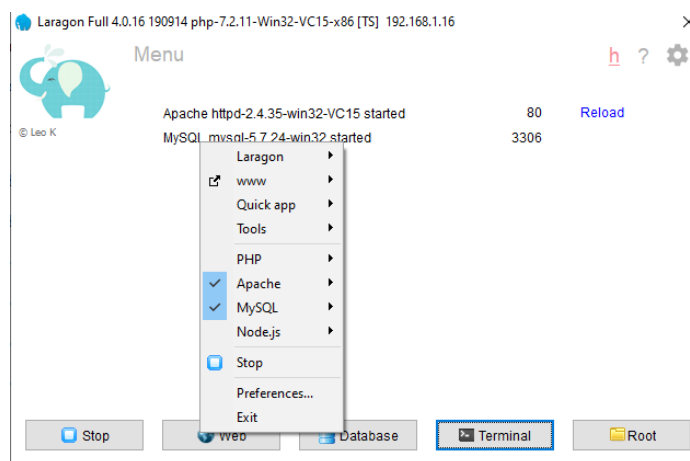 Laragon Full 4.0.16 190914 php-7.2.11-Win32-VC15-x86 [TS] 192.168.1.16
Menu
h ?
© Leo K
Apache httpd-2.4.35-win32-VC15 started 80 Reload
MySQL mysql-5.7.24-win32 started 3306
Laragon
www
Quick app
Tools
PHP
Apache
MySQL
Node.js
Stop
Preferences...
Exit
Stop Web Database Terminal Root